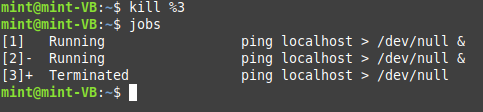 mint@mint-VB:~$ kill %3
mint@mint-VB:~$ jobs
[1]   Running                 ping localhost > /dev/null &
[2]-  Running                 ping localhost > /dev/null &
[3]+  Terminated              ping localhost > /dev/null
mint@mint-VB:~$